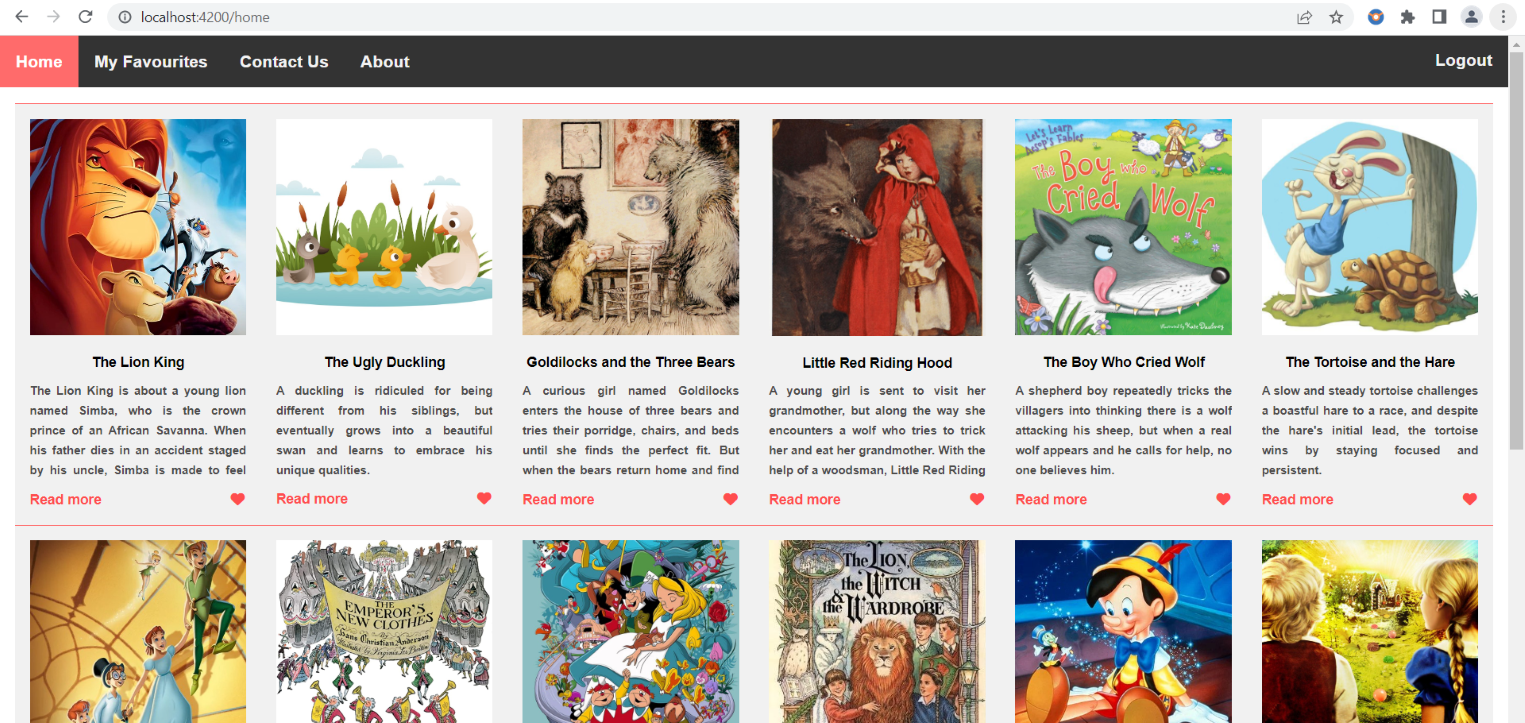 localhost:4200/home
Home My Favourites Contact Us About Logout
Let's Learn
Aesop's Fables
The Boy who
Cried Wolf
The Lion King
The Lion King is about a young lion
named Simba, who is the crown
prince of an African Savanna. When
his father dies in an accident staged
by his uncle, Simba is made to feel
Read more
The Ugly Duckling
A duckling is ridiculed for being
different from his siblings, but
eventually grows into a beautiful
swan and learns to embrace his
unique qualities.
Read more
Goldilocks and the Three Bears
A curious girl named Goldilocks
enters the house of three bears and
tries their porridge, chairs, and beds
until she finds the perfect fit. But
when the bears return home and find
Read more
Little Red Riding Hood
A young girl is sent to visit her
grandmother, but along the way she
encounters a wolf who tries to trick
her and eat her grandmother. With the
help of a woodsman, Little Red Riding
Read more
The Boy Who Cried Wolf
A shepherd boy repeatedly tricks the
villagers into thinking there is a wolf
attacking his sheep, but when a real
wolf appears and he calls for help, no
one believes him.
Read more
The Tortoise and the Hare
A slow and steady tortoise challenges
a boastful hare to a race, and despite
the hare's initial lead, the tortoise
wins by staying focused and
persistent.
Read more
THE
EMPEROR'S
NEW CLOTHES
By
Hans Christian Andersen
The LION,
the WITCH
& the WARDROBE